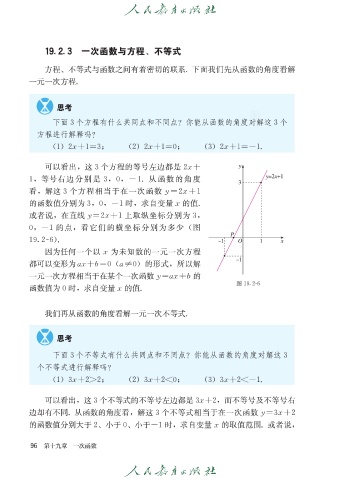 人民教育出版社
19.2.3 一次函数与方程、不等式
方程、不等式与函数之间有着密切的联系. 下面我们先从函数的角度看解
一元一次方程.
思考
下面3个方程有什么共同点和不同点？你能从函数的角度对解这3个
方程进行解释吗？
（1）2x+1=3； （2）2x+1=0； （3）2x+1=-1.
可以看出，这3个方程的等号左边都是2x+
1，等号右边分别是3，0，-1. 从函数的角度
看，解这3个方程相当于在一次函数y=2x+1
的函数值分别为3，0，-1时，求自变量x的值.
或者说，在直线y=2x+1上取纵坐标分别为3，
0，-1的点，看它们的横坐标分别为多少（图
19.2-6）.
因为任何一个以x为未知数的一元一次方程
都可以变形为ax+b=0（a≠0）的形式，所以解
一元一次方程相当于在某个一次函数y=ax+b的
函数值为0时，求自变量x的值.
y
y=2x+1
3
P
-1 O 1 x
-1
图 19.2-6
我们再从函数的角度看解一元一次不等式.
思考
下面3个不等式有什么共同点和不同点？你能从函数的角度对解这3
个不等式进行解释吗？
（1）3x+2>2； （2）3x+2<0； （3）3x+2<-1.
可以看出，这3个不等式的不等号左边都是3x+2，而不等号及不等号右
边却有不同. 从函数的角度看，解这3个不等式相当于在一次函数y=3x+2
的函数值分别大于2、小于0、小于-1时，求自变量x的取值范围. 或者说，
96 第十九章 一次函数
人民教育出版社